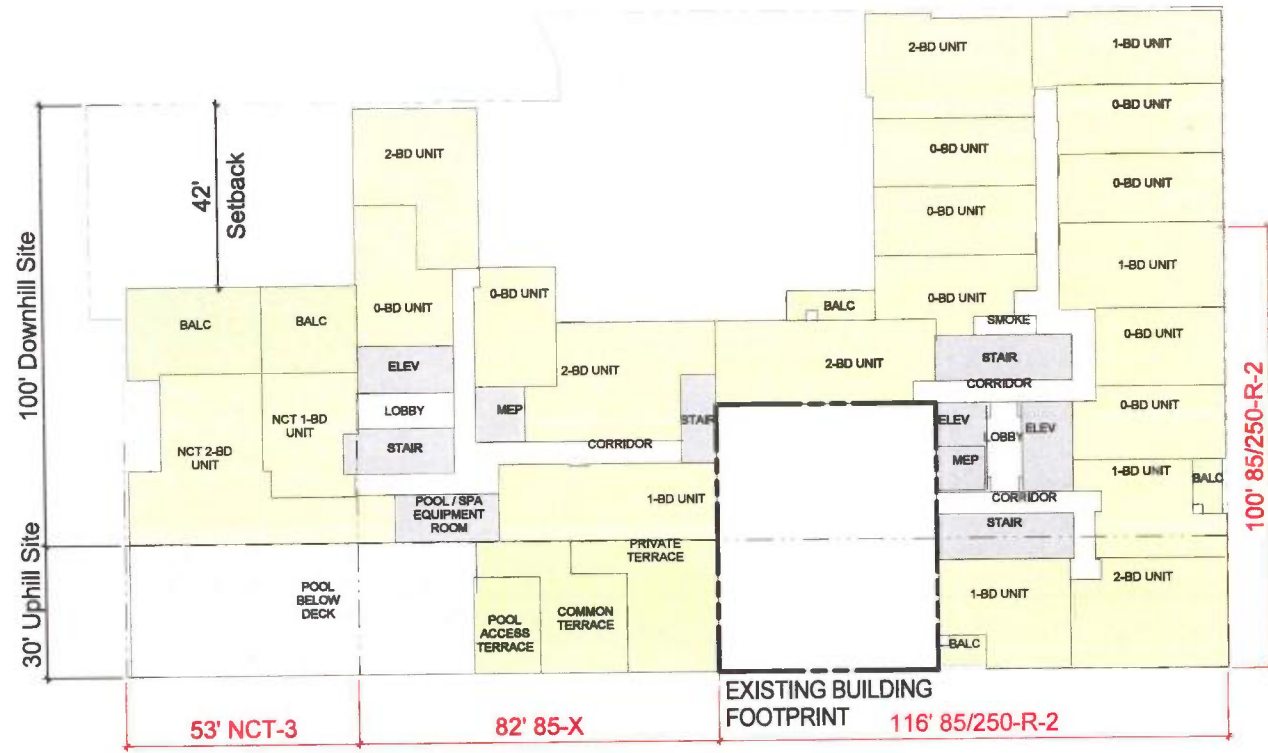 2-BD UNIT
1-BD UNIT
0-BD UNIT
2-BD UNIT
0-BD UNIT
0-BD UNIT
42'
Setback
0-BD UNIT
100' Downhill Site
1-BD UNIT
0-BD UNIT
0-BD UNIT
0-BD UNIT
BALC
BALC
BALC
0-BD UNIT
SMOKE
0-BD UNIT
ELEV
2-BD UNIT
2-BD UNIT
STAIR
CORRIDOR
LOBBY
MEP
STAIR
0-BD UNIT
NCT 1-BD
UNIT
ELEV
LOBBY
ELEV
STAIR
CORRIDOR
NCT 2-BD
UNIT
MEP
1-BD UNIT
BALC
100' 85/250-R-2
POOL / SPA
EQUIPMENT
ROOM
1-BD UNIT
CORRIDOR
STAIR
PRIVATE
TERRACE
30' Uphill Site
POOL
BELOW
DECK
POOL
ACCESS
TERRACE
COMMON
TERRACE
1-BD UNIT
2-BD UNIT
BALC
EXISTING BUILDING
FOOTPRINT
53' NCT-3
82' 85-X
116' 85/250-R-2